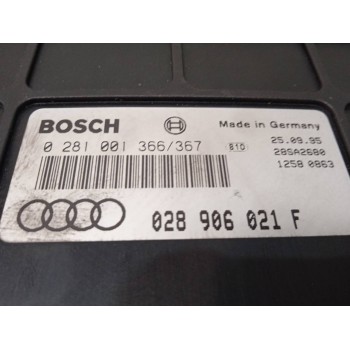 BOSCH
Made in Germany
0 281 001 366/367
810
25.09.95
28SA2680
1258 0863
028 906 021 F